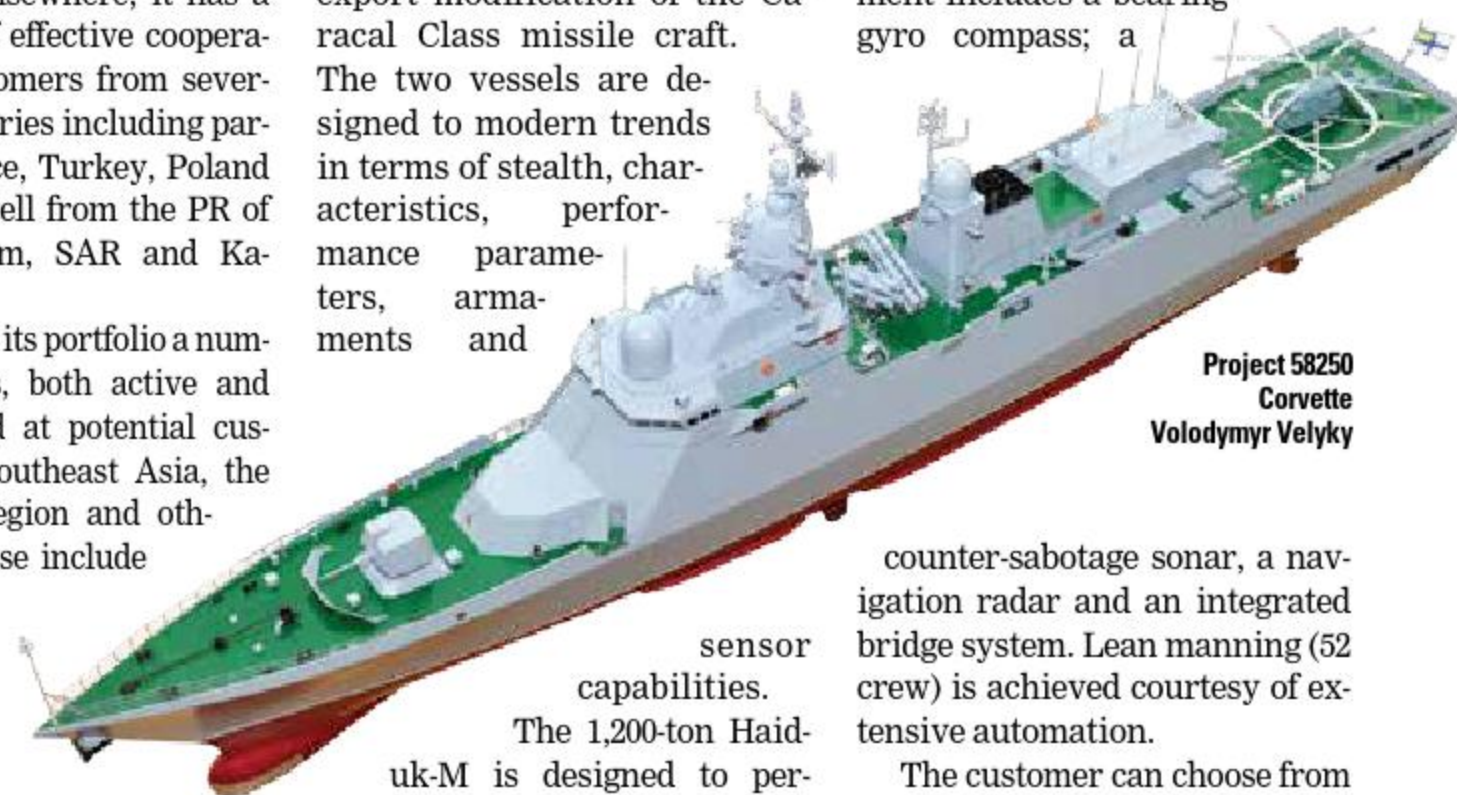 effective coopera-
omers from sever-
ries including par-
ce, Turkey, Poland
ell from the PR of
m, SAR and Ka-
its portfolio a num-
both active and
at potential cus-
outheast Asia, the
egion and oth-
se include
racal Class missile craft.
The two vessels are de-
signed to modern trends
in terms of stealth, char-
acteristics, perfor-
mance parame-
ters, arma-
ments and
sensor
capabilities.
The 1,200-ton Haid-
uk-M is designed to per-
ment includes a bearing
gyro compass; a
Project 58250
Corvette
Volodymyr Velyky
counter-sabotage sonar, a nav-
igation radar and an integrated
bridge system. Lean manning (52
crew) is achieved courtesy of ex-
tensive automation.
The customer can choose from